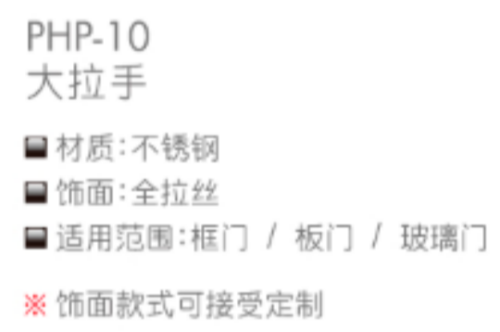 PHP-10
大拉手
材质:不锈钢
饰面:全拉丝
适用范围:框门 / 板门 / 玻璃门
※ 饰面款式可接受定制